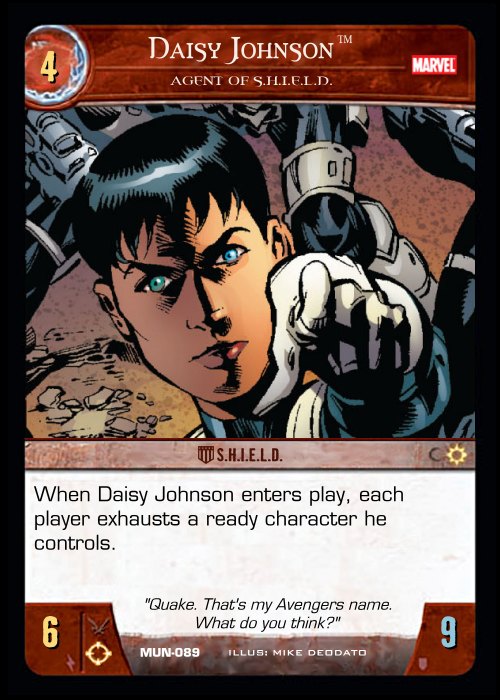 4
DAISY JOHNSON™
AGENT OF S.H.I.E.L.D.
MARVEL
S.H.I.E.L.D.
C
When Daisy Johnson enters play, each
player exhausts a ready character he
controls.
"Quake. That's my Avengers name.
What do you think?"
6
MUN-089 ILLUS: MIKE DEODATO
9